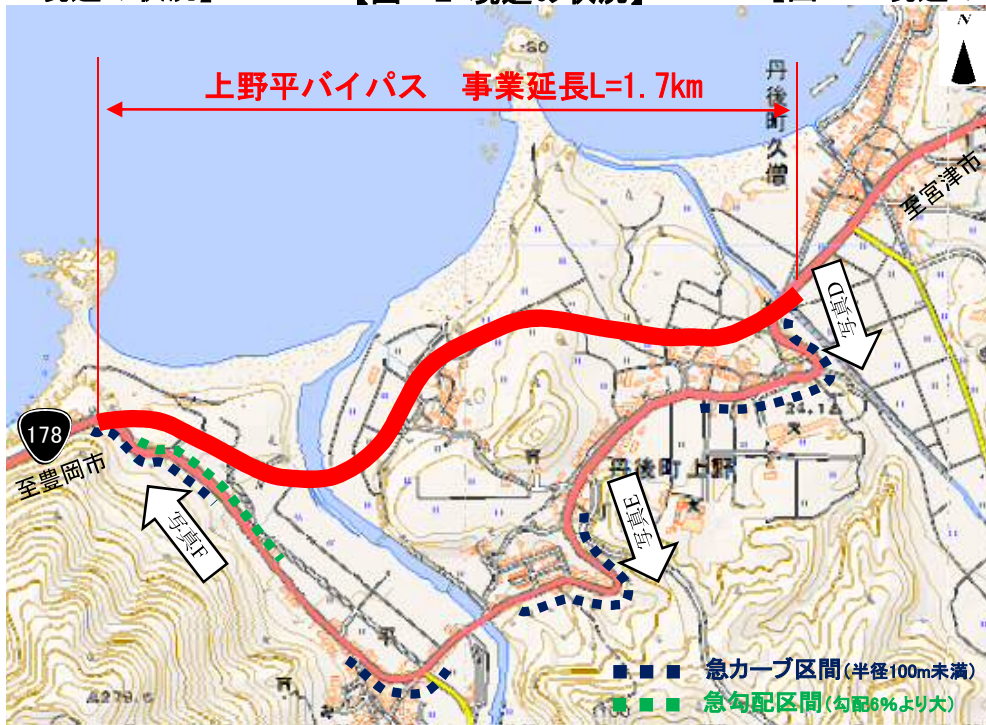 上野平バイパス 事業延長L=1.7km
N
丹後町久僧
至宮津市
写真D
178
至豊岡市
24.1
丹後町上野
写真E
写真F
急カーブ区間(半径100m未満)
急勾配区間(勾配6%より大)